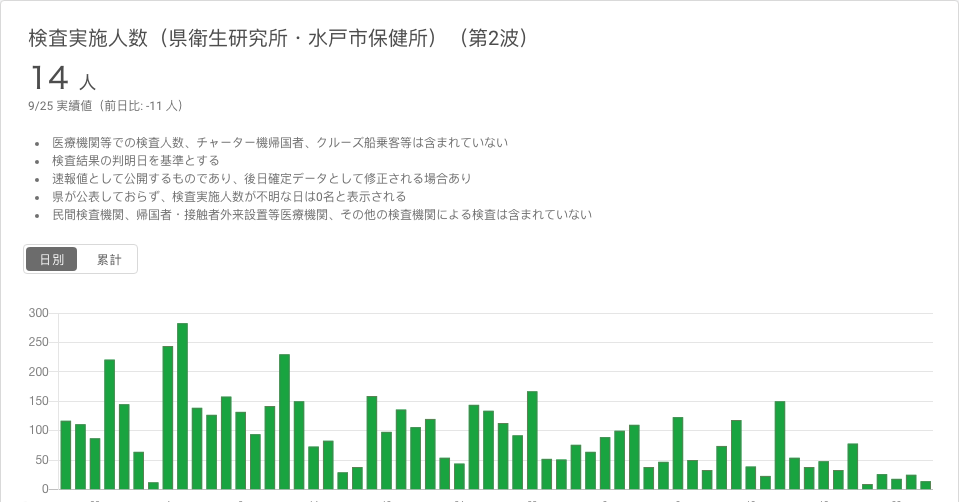 検査実施人数（県衛生研究所・水戸市保健所）（第2波）
14 人
9/25 実績値（前日比: -11 人）
医療機関等での検査人数、チャーター機帰国者、クルーズ船乗客等は含まれていない
検査結果の判明日を基準とする
速報値として公開するものであり、後日確定データとして修正される場合あり
県が公表しておらず、検査実施人数が不明な日は0名と表示される
民間検査機関、帰国者・接触者外来設置等医療機関、その他の検査機関による検査は含まれていない
日別 累計
300
250
200
150
100
50
0